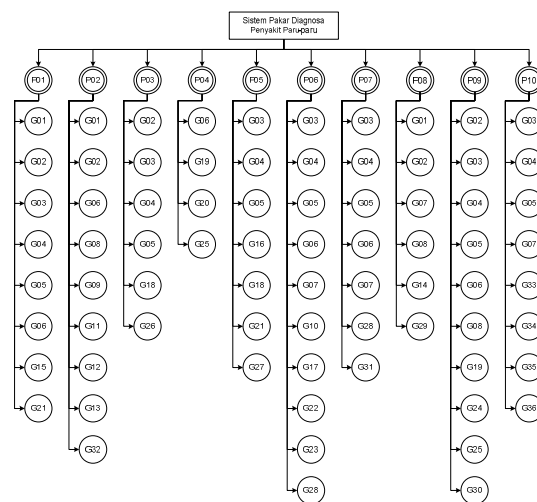 Sistem Pakar Diagnosa
Penyakit Paru-paru
P01 P02 P03 P04 P05 P06 P07 P08 P09 P10
G01 G01 G02 G06 G03 G03 G03 G01 G02 G03
G02 G02 G03 G19 G04 G04 G04 G02 G03 G04
G03 G06 G04 G20 G05 G05 G05 G07 G04 G05
G04 G08 G05 G25 G16 G06 G06 G08 G05 G07
G05 G09 G18 G18 G07 G07 G14 G06 G33
G06 G11 G26 G21 G10 G28 G29 G08 G34
G15 G12 G27 G17 G31 G19 G35
G21 G13 G22 G24 G36
G32 G23 G25
G28 G30